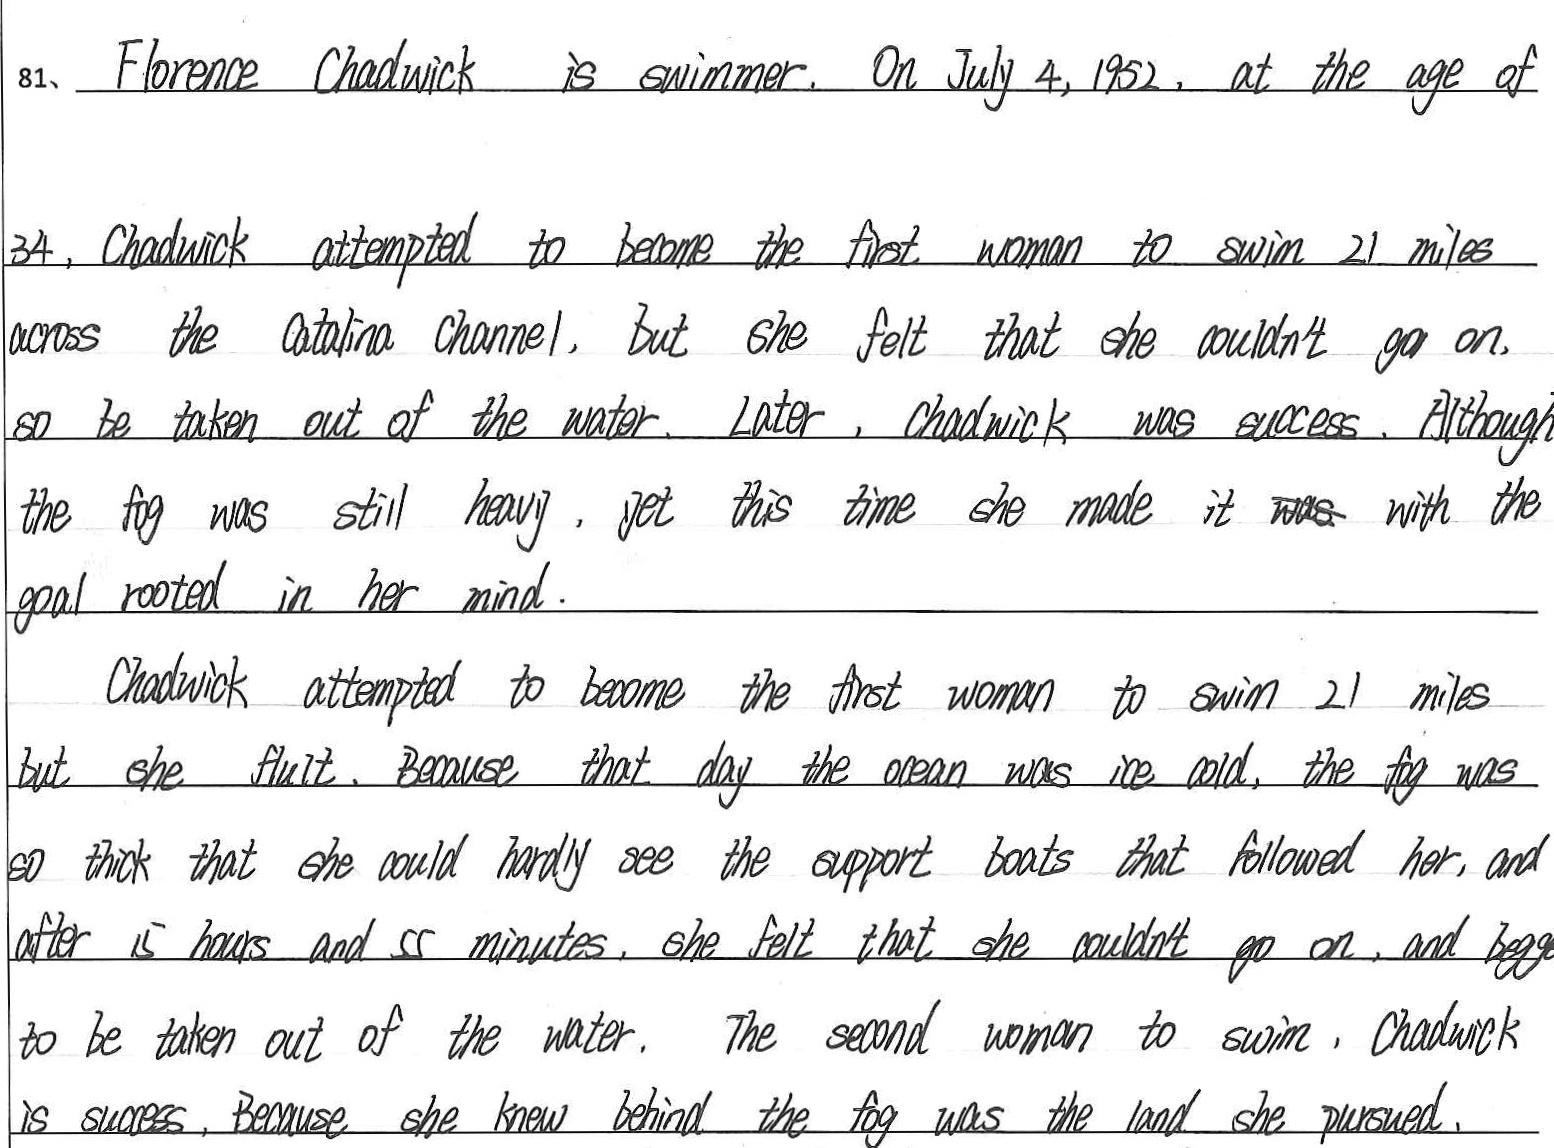 81、 Florence Chadwick is swimmer. On July 4, 1952, at the age of
34, Chadwick attempted to become the first woman to swim 21 miles
across the Catalina Channel, but she felt that she couldn't go on,
so be taken out of the water. Later, Chadwick was success. Although
the fog was still heavy, yet this time she made it was with the
goal rooted in her mind.
Chadwick attempted to become the first woman to swim 21 miles
but she . Because that day the ocean was ice cold, the fog was
so thick that she could hardly see the support boats that followed her, and
after 15 hours and 55 minutes, she felt that she couldn't go on, and begge
to be taken out of the water. The second woman to swim, Chadwick
is success. Because she knew behind the fog was the land she pursued.